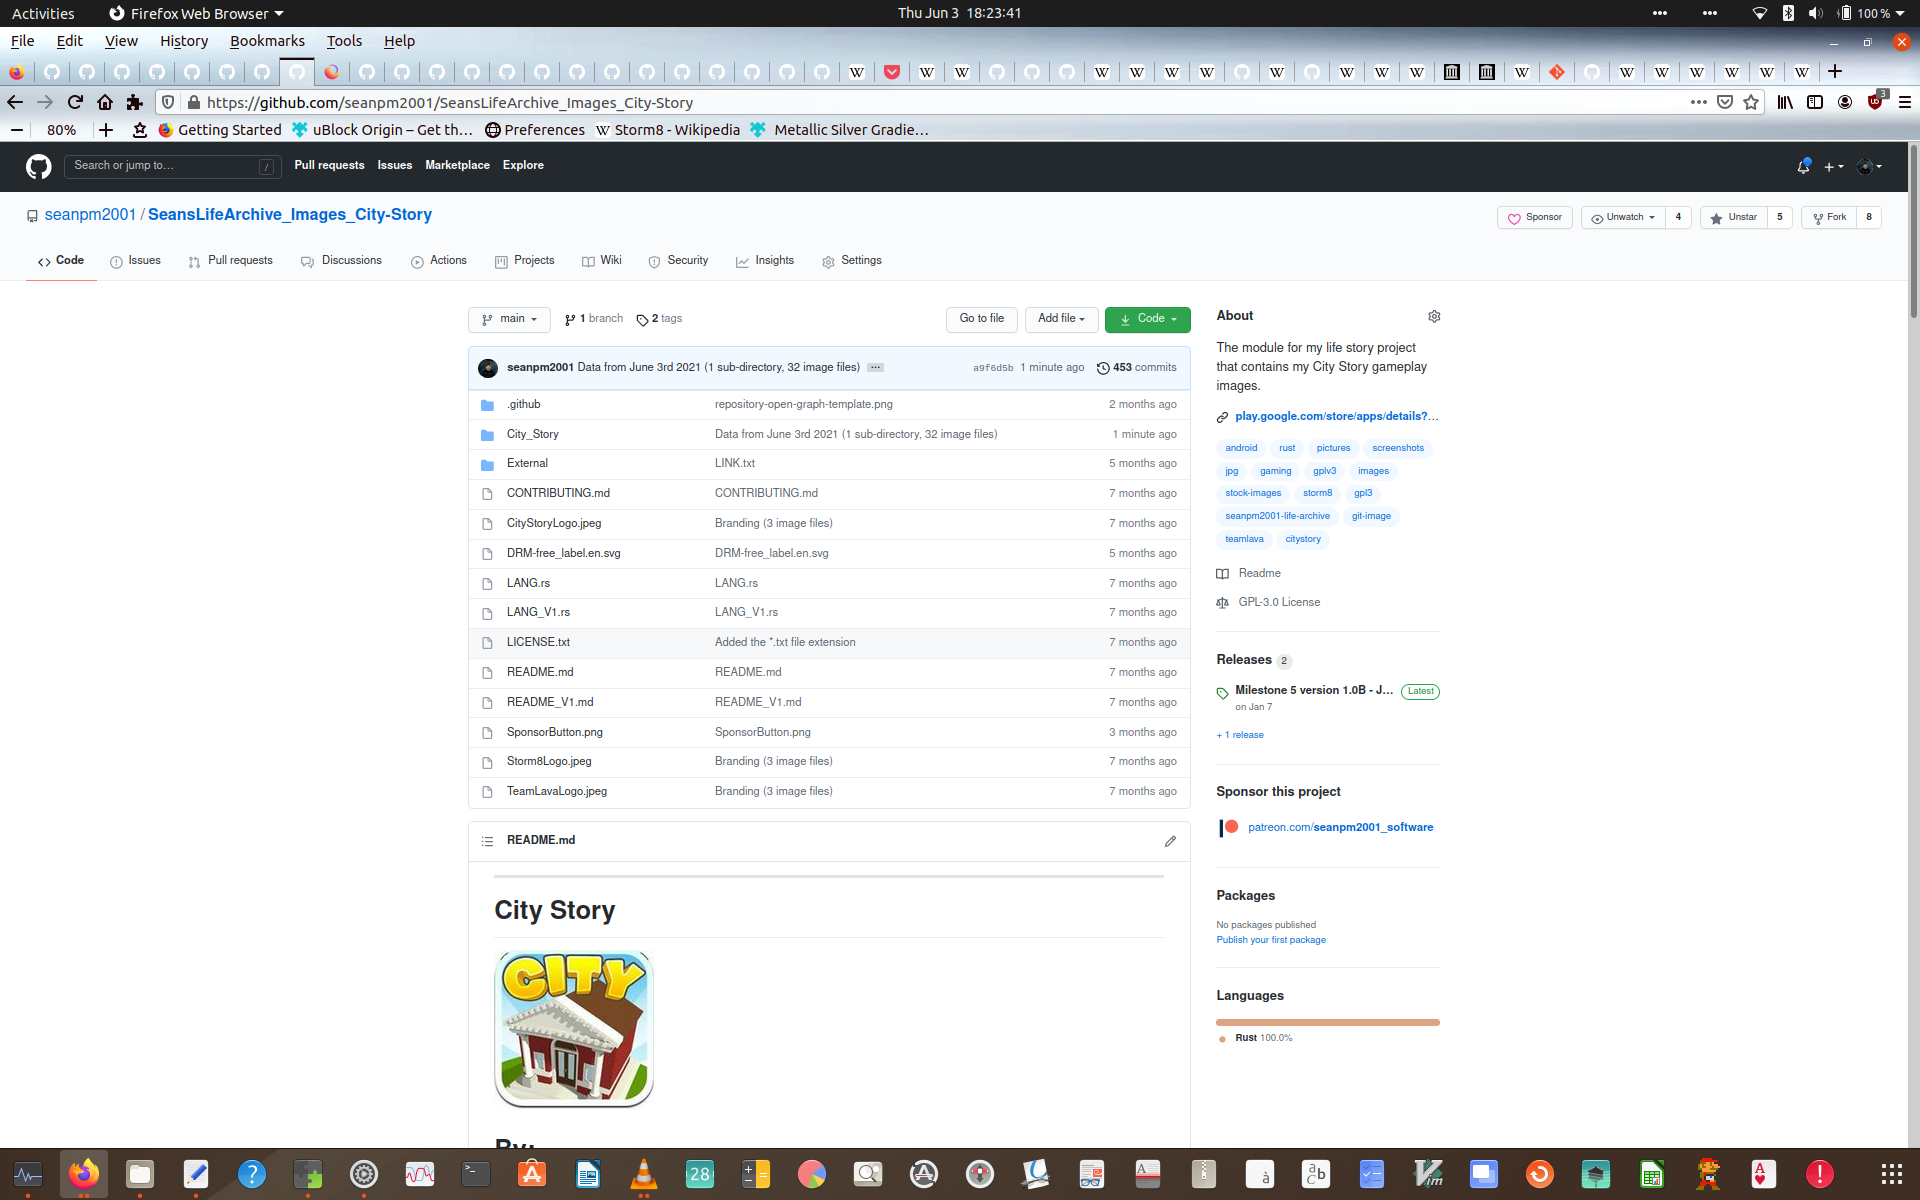 Activities Firefox Web Browser Thu Jun 3 18:23:41 100 %
File Edit View History Bookmarks Tools Help
https://github.com/seanpm2001/SeansLifeArchive_Images_City-Story 3
80% Getting Started uBlock Origin – Get th… Preferences Storm8 - Wikipedia Metallic Silver Gradie…
Search or jump to… / Pull requests Issues Marketplace Explore
seanpm2001 / SeansLifeArchive_Images_City-Story Sponsor Unwatch 4 Unstar 5 Fork 8
Code Issues Pull requests Discussions Actions Projects Wiki Security Insights Settings
main 1 branch 2 tags Go to file Add file Code
seanpm2001 Data from June 3rd 2021 (1 sub-directory, 32 image files) ... a9f6d5b 1 minute ago 453 commits
.github repository-open-graph-template.png 2 months ago
City_Story Data from June 3rd 2021 (1 sub-directory, 32 image files) 1 minute ago
External LINK.txt 5 months ago
CONTRIBUTING.md CONTRIBUTING.md 7 months ago
CityStoryLogo.jpeg Branding (3 image files) 7 months ago
DRM-free_label.en.svg DRM-free_label.en.svg 5 months ago
LANG.rs LANG.rs 7 months ago
LANG_V1.rs LANG_V1.rs 7 months ago
LICENSE.txt Added the *.txt file extension 7 months ago
README.md README.md 7 months ago
README_V1.md README_V1.md 7 months ago
SponsorButton.png SponsorButton.png 3 months ago
Storm8Logo.jpeg Branding (3 image files) 7 months ago
TeamLavaLogo.jpeg Branding (3 image files) 7 months ago
README.md
City Story
CITY
By:
About
The module for my life story project
that contains my City Story gameplay
images.
play.google.com/store/apps/details?…
android rust pictures screenshots
jpg gaming gplv3 images
stock-images storm8 gpl3
seanpm2001-life-archive git-image
teamlava citystory
Readme
GPL-3.0 License
Releases 2
Milestone 5 version 1.0B - J… Latest
on Jan 7
+ 1 release
Sponsor this project
patreon.com/seanpm2001_software
Packages
No packages published
Publish your first package
Languages
Rust 100.0%
28